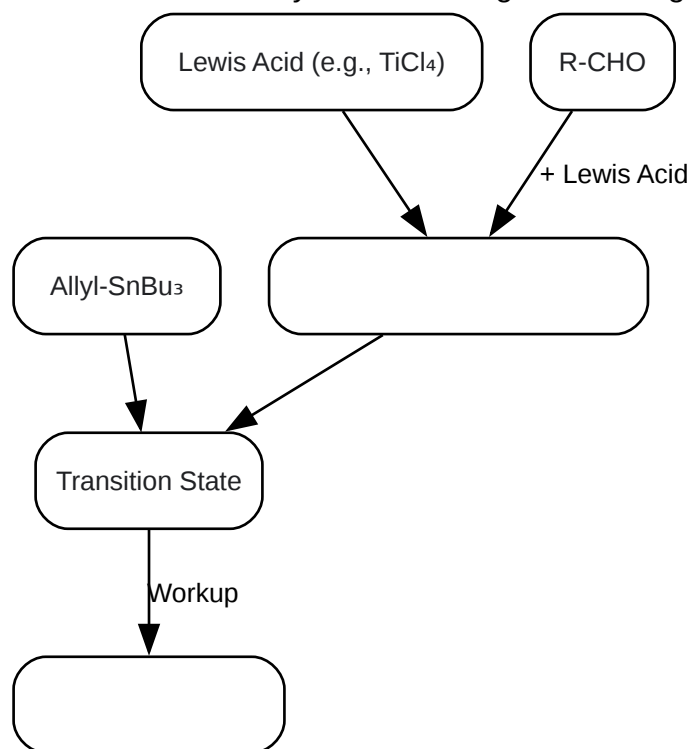 Lewis Acid (e.g., TiCl₄)
R-CHO
+ Lewis Acid
Allyl-SnBu₃
Transition State
Workup